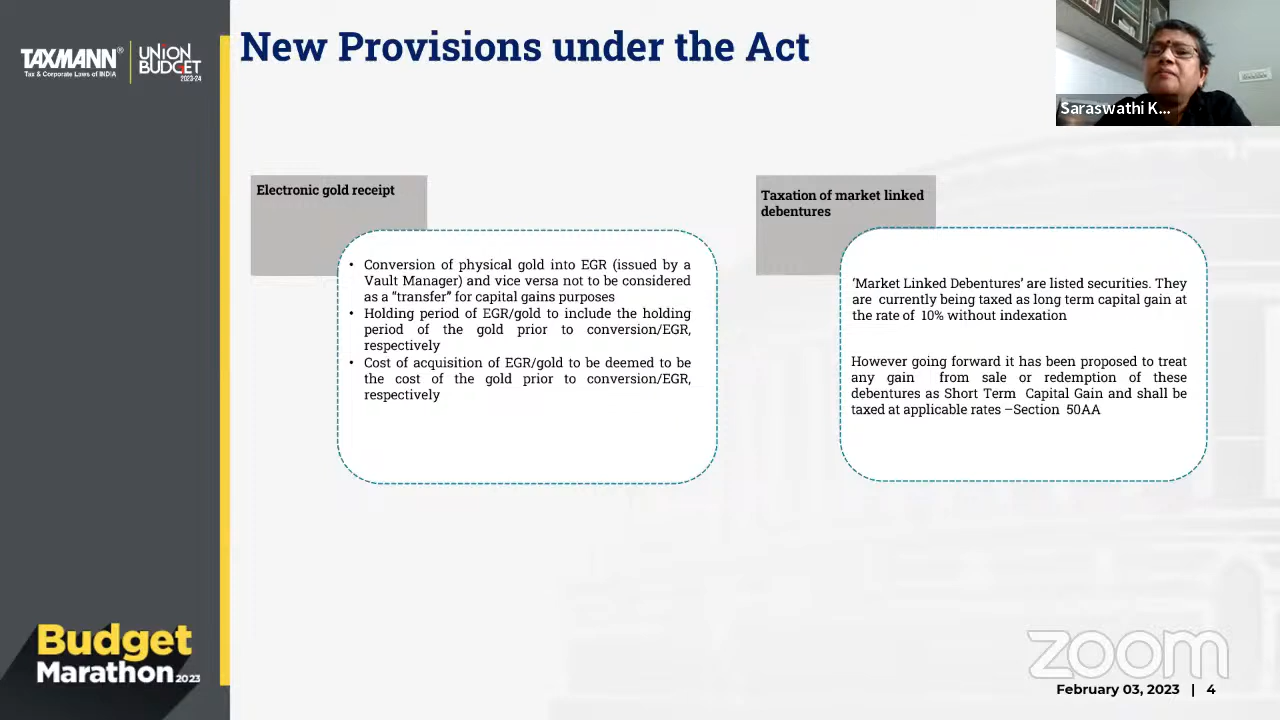 New Provisions under the Act
TAXMANN®
Tax & Corporate Laws of INDIA
UNION
BUDGET
2023-24
Saraswathi K...
Electronic gold receipt
• Conversion of physical gold into EGR (issued by a
Vault Manager) and vice versa not to be considered
as a “transfer” for capital gains purposes
• Holding period of EGR/gold to include the holding
period of the gold prior to conversion/EGR,
respectively
• Cost of acquisition of EGR/gold to be deemed to be
the cost of the gold prior to conversion/EGR,
respectively
Taxation of market linked
debentures
‘Market Linked Debentures’ are listed securities. They
are currently being taxed as long term capital gain at
the rate of 10% without indexation
However going forward it has been proposed to treat
any gain from sale or redemption of these
debentures as Short Term Capital Gain and shall be
taxed at applicable rates –Section 50AA
Budget
Marathon 2023
zoom
February 03, 2023 | 4